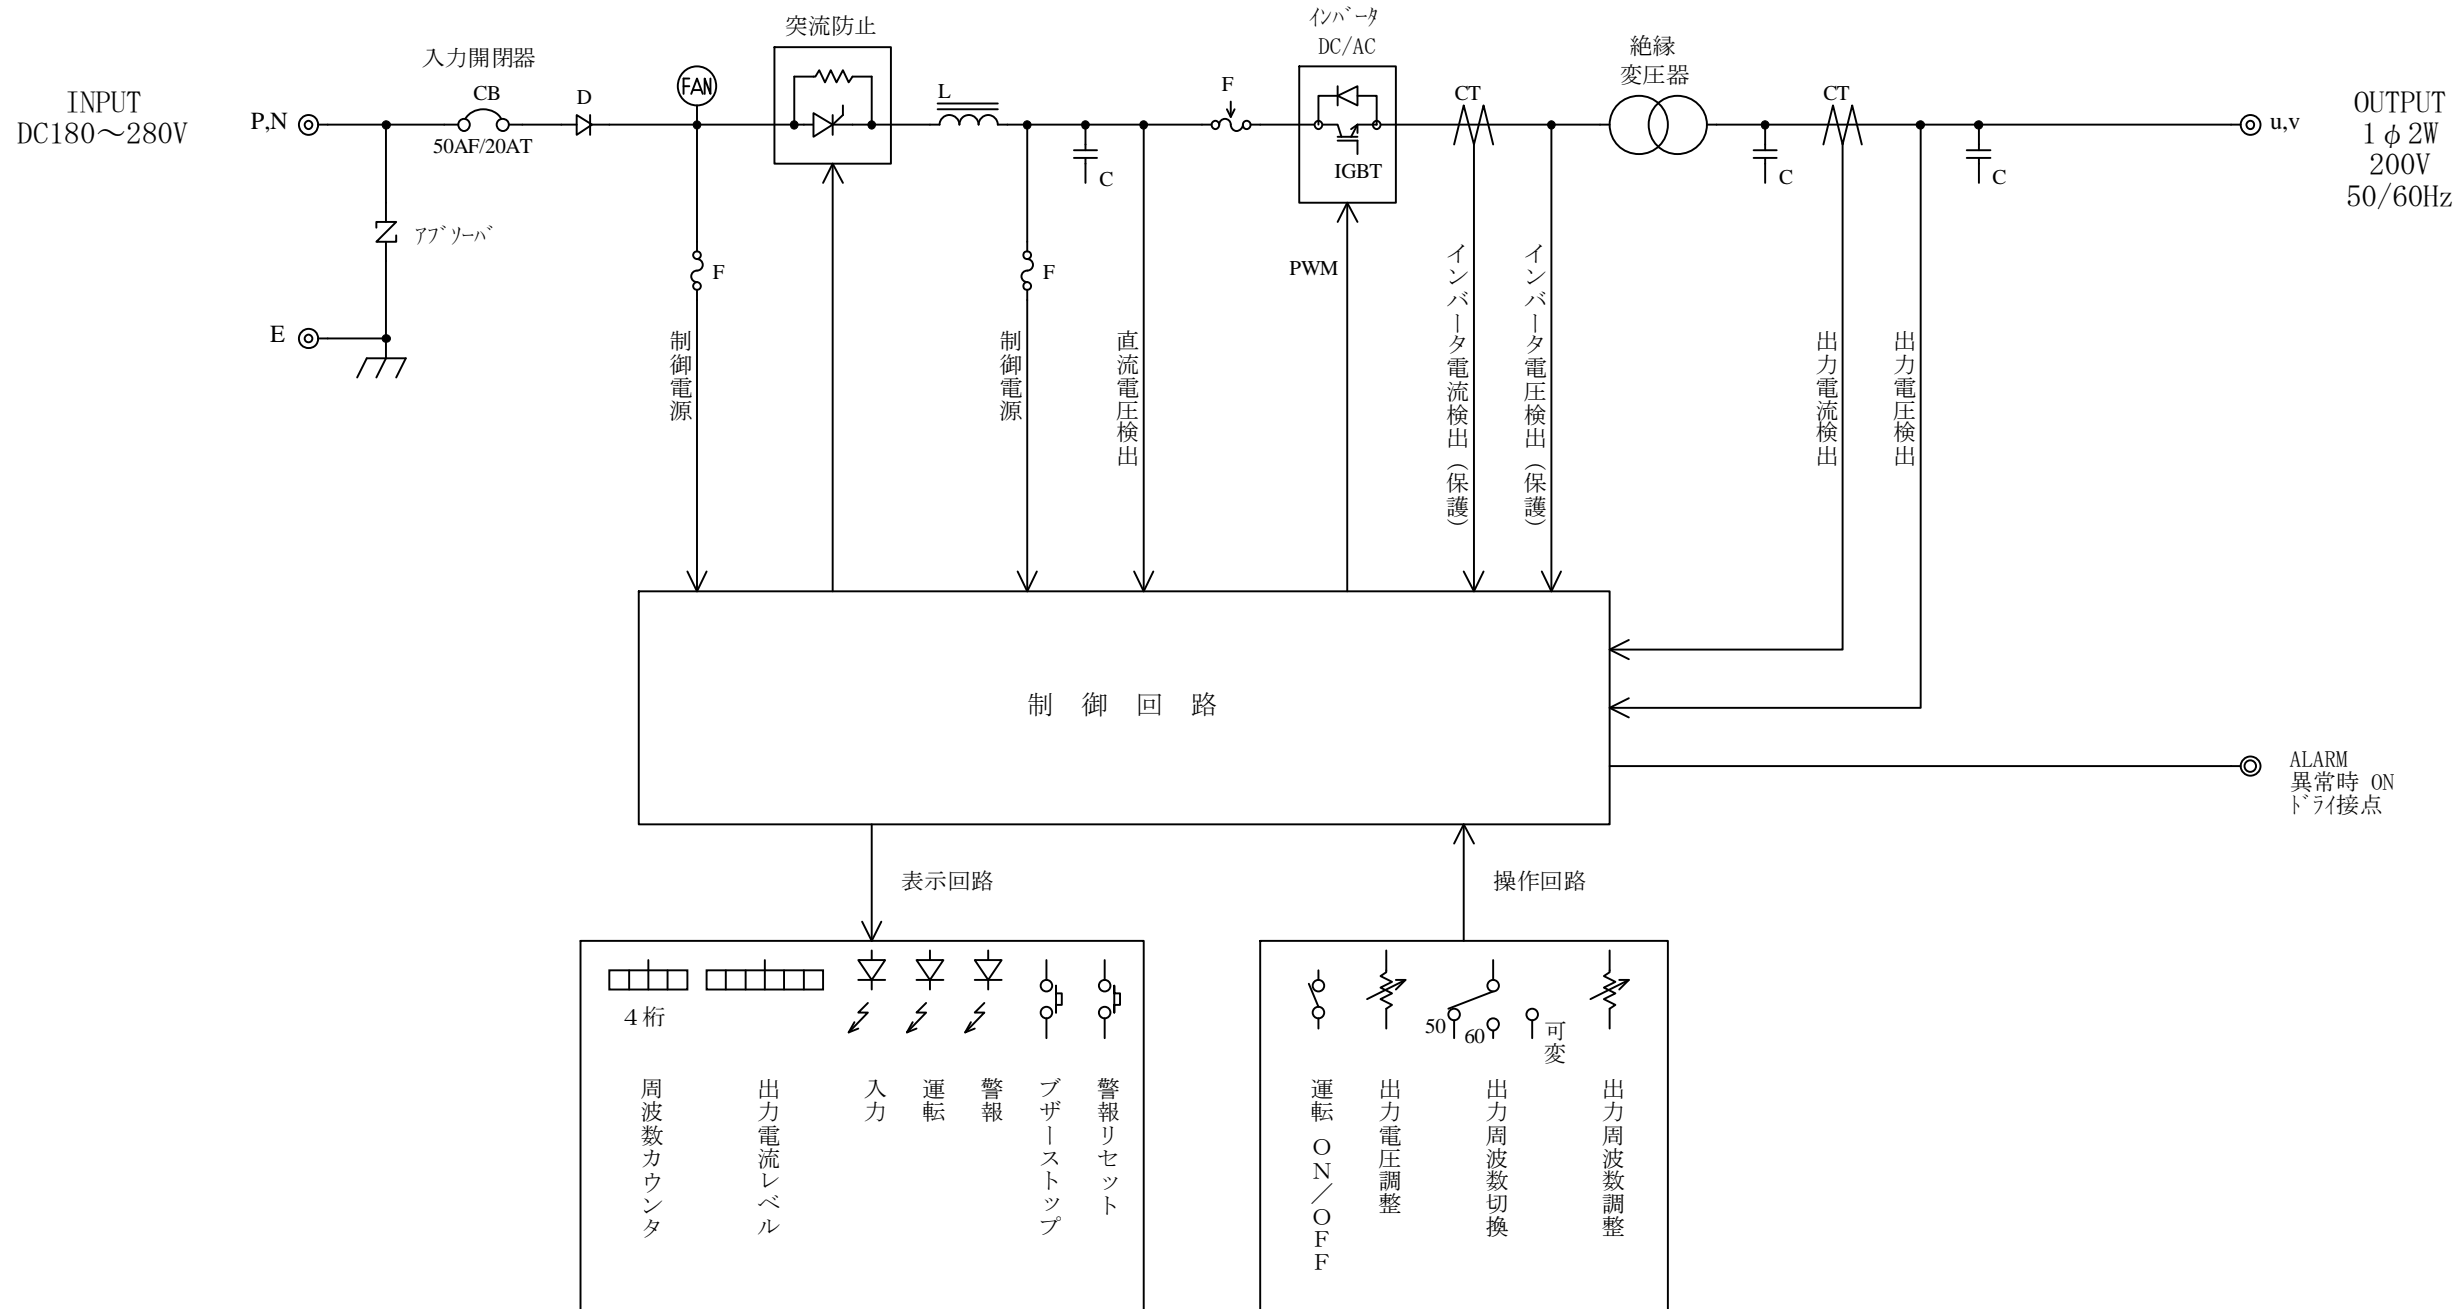 INPUT
DC180～280V
P,N
入力開閉器
CB
50AF/20AT
D
FAN
突流防止
L
C
F
インバータ
DC/AC
IGBT
CT
絶縁
変圧器
C
CT
C
u,v
OUTPUT
1φ2W
200V
50/60Hz
アブソーバ
E
F
制御電源
F
制御電源
直流電圧検出
PWM
インバータ電流検出（保護）
インバータ電圧検出（保護）
出力電流検出
出力電圧検出
制御回路
ALARM
異常時 ON
ドライ接点
表示回路
操作回路
4桁
周波数カウンタ
出力電流レベル
入力
運転
警報
ブザーストップ
警報リセット
50
60
可変
運転 ON／OFF
出力電圧調整
出力周波数切換
出力周波数調整